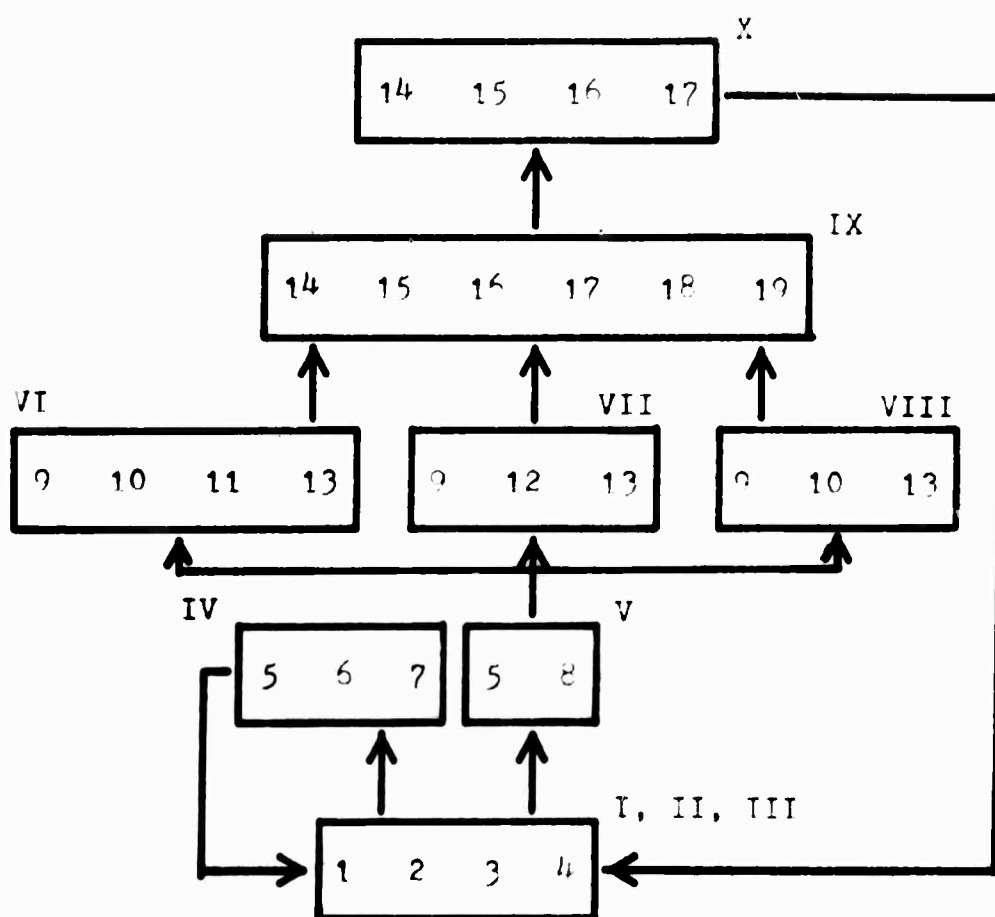 X
14 15 16 17
IX
14 15 16 17 18 19
VI VII VIII
9 10 11 13 9 12 13 9 10 13
IV V
5 6 7 5 8
I, II, III
1 2 3 4